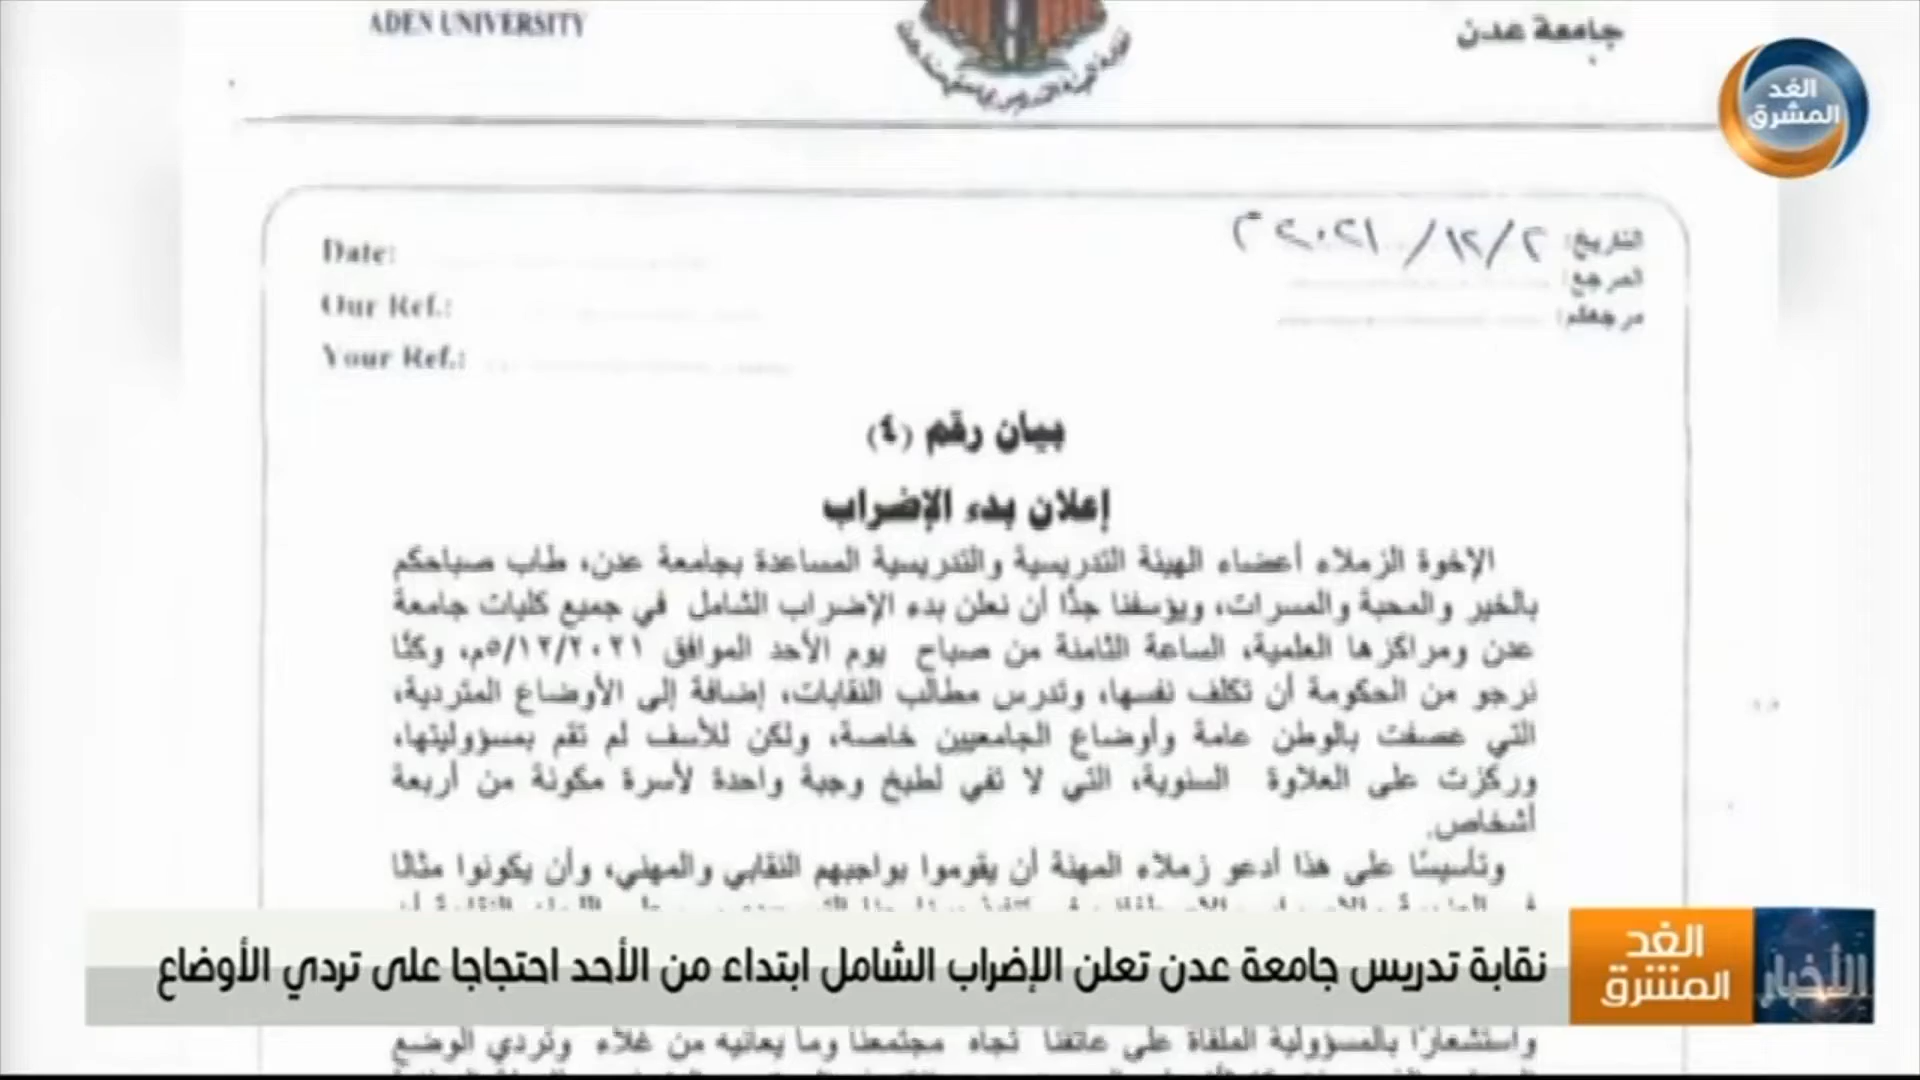 ADEN UNIVERSITY
جامعة عدن
الغد
المشرق
التاريخ: ٢/ ١٢/ ٢٠٢١ م
المرجع:
مرجعكم:
Date:
Our Ref.:
Your Ref.:
بيان رقم (٤)
إعلان بدء الإضراب
الإخوة الزملاء أعضاء الهيئة التدريسية والتدريسية المساعدة بجامعة عدن، طاب صباحكم
بالخير والمحبة والمسرات، ويؤسفنا جدًّا أن نعلن بدء الإضراب الشامل في جميع كليات جامعة
عدن ومراكزها العلمية، الساعة الثامنة من صباح يوم الأحد الموافق ٥/١٢/٢٠٢١م، وكنَّا
نرجو من الحكومة أن تكلف نفسها، وتدرس مطالب النقابات، إضافة إلى الأوضاع المتردية،
التي عصفت بالوطن عامة وأوضاع الجامعيين خاصة، ولكن للأسف لم تقم بمسؤوليتها،
وركزت على العلاوة السنوية، التي لا تفي لطبخ وجبة واحدة لأسرة مكونة من أربعة
أشخاص.
وتأسيسًا على هذا أدعو زملاء المهنة أن يقوموا بواجبهم النقابي والمهني، وأن يكونوا مثالًا
نقابة تدريس جامعة عدن تعلن الإضراب الشامل ابتداء من الأحد احتجاجا على تردي الأوضاع
الغد
المشرق
الأخبار
واستشعارًا بالمسؤولية الملقاة على عاتقنا تجاه مجتمعنا وما يعانيه من غلاء وتردي الوضع